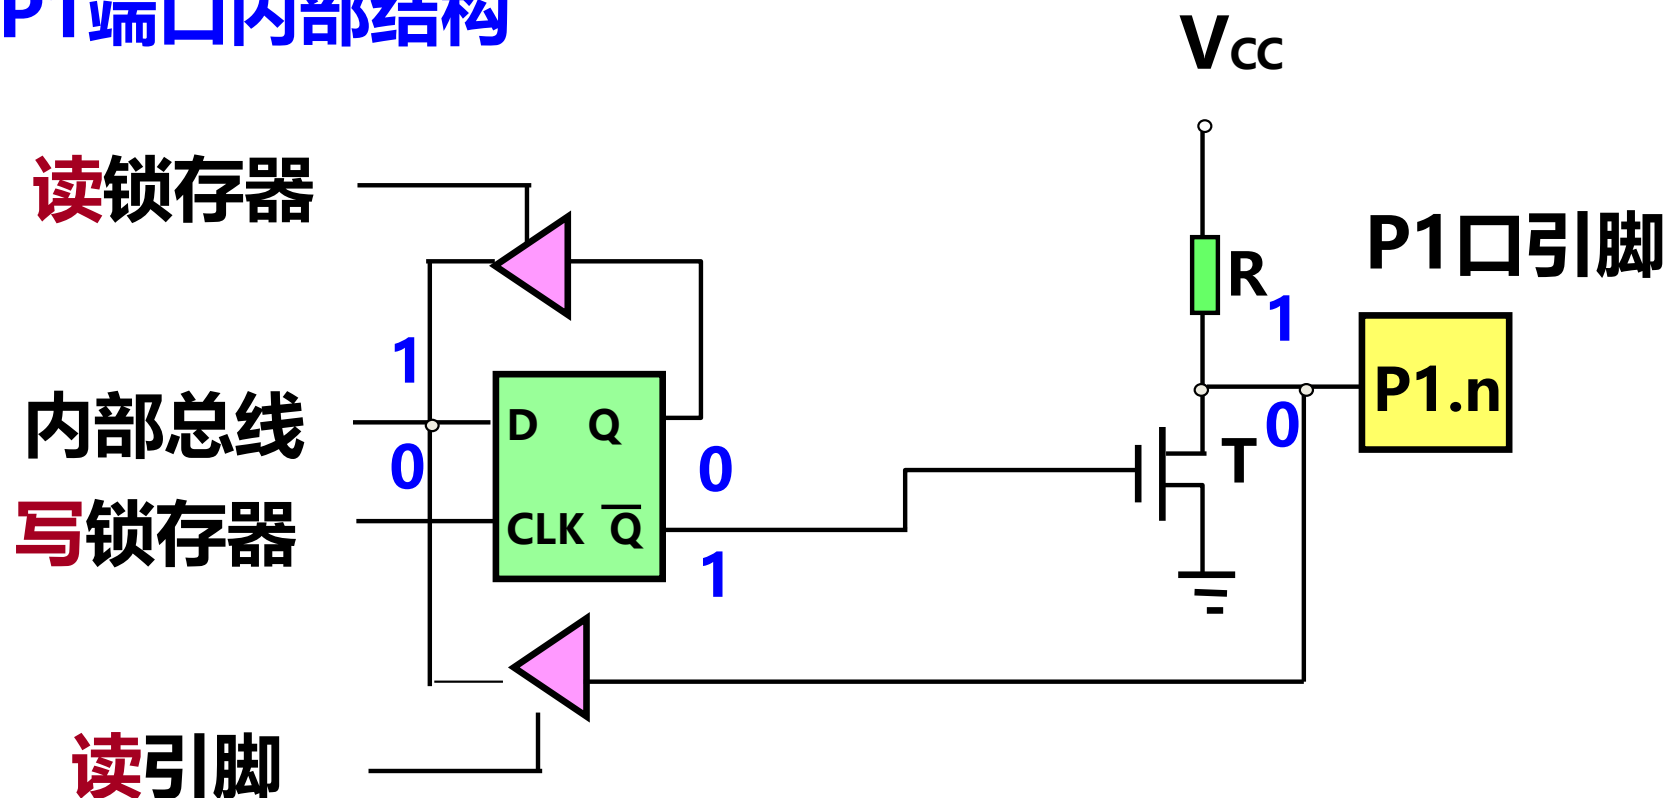 P1端口内部结构
Vcc
读锁存器
P1口引脚
R
1
1
P1.n
内部总线
D Q
0
T
0
0
写锁存器
CLK Q̅
1
读引脚